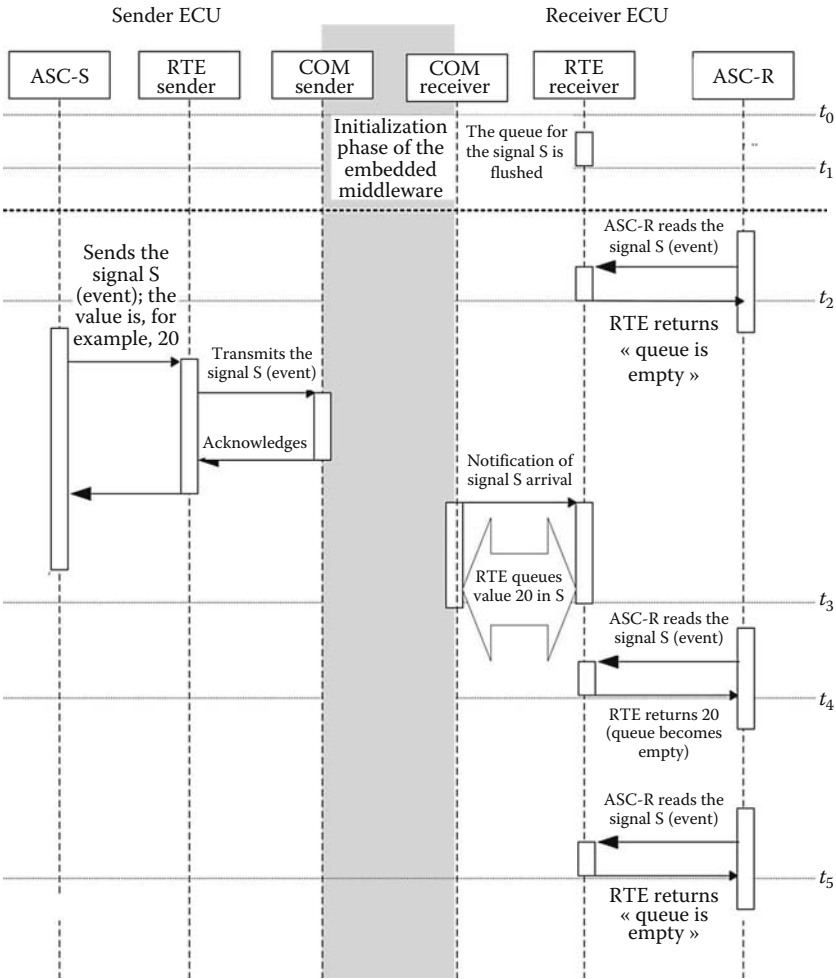 Sender ECU
Receiver ECU
ASC-S
RTE
sender
COM
sender
COM
receiver
RTE
receiver
ASC-R
t0
Initialization
phase of the
embedded
middleware
The queue for
the signal S is
flushed
t1
ASC-R reads the
signal S (event)
t2
Sends the
signal S
(event); the
value is, for
example, 20
RTE returns
« queue is
empty »
Transmits the
signal S (event)
Acknowledges
Notification of
signal S arrival
RTE queues
value 20 in S
t3
ASC-R reads the
signal S (event)
t4
RTE returns 20
(queue becomes
empty)
ASC-R reads the
signal S (event)
t5
RTE returns
« queue is
empty »